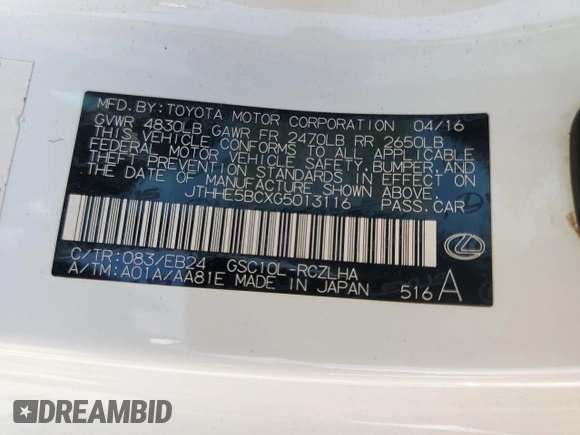 MFD. BY: TOYOTA MOTOR CORPORATION 04/16
GVWR 4830LB GAWR FR 2470LB RR 2650LB
THIS VEHICLE CONFORMS TO ALL APPLICABLE
FEDERAL MOTOR VEHICLE SAFETY, BUMPER, AND
THEFT PREVENTION STANDARDS IN EFFECT ON
THE DATE OF MANUFACTURE SHOWN ABOVE.
JTHHE5BCXG5013116 PASS. CAR
C/TR: 083/EB24 GSC10L-RCZLHA
A/TM: A01A/AA81E MADE IN JAPAN 516 A
DREAMBID